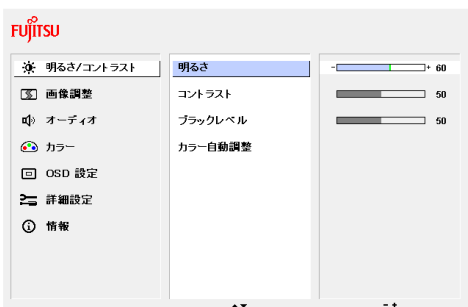 FUJITSU
明るさ/コントラスト
画像調整
オーディオ
カラー
OSD 設定
詳細設定
情報
明るさ
コントラスト
ブラックレベル
カラー自動調整
- + 60
50
50